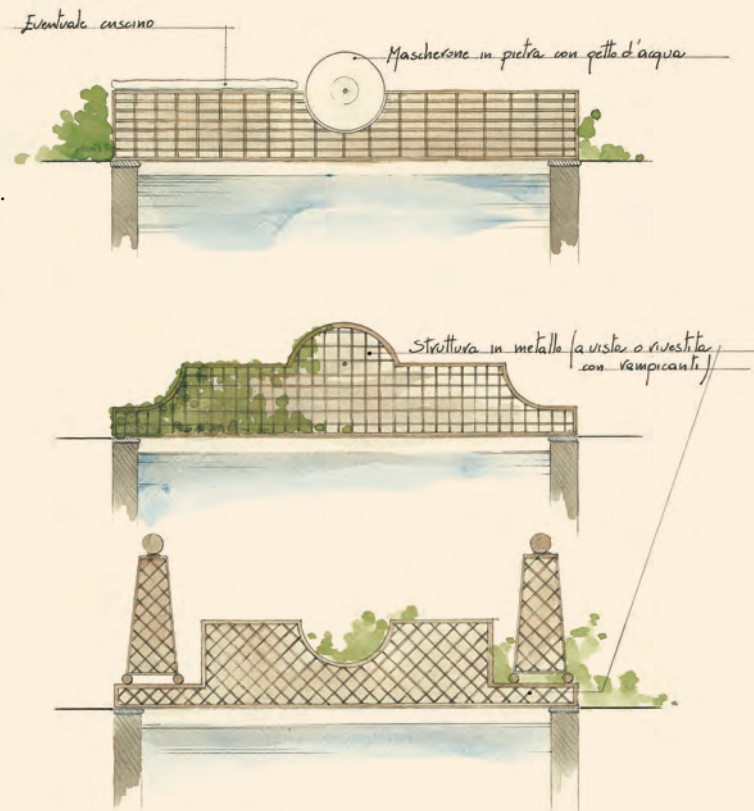 Eventuale cuscino
Mascherone in pietra con getto d'acqua
Struttura in metallo (a vista o rivestita
con rampicanti)